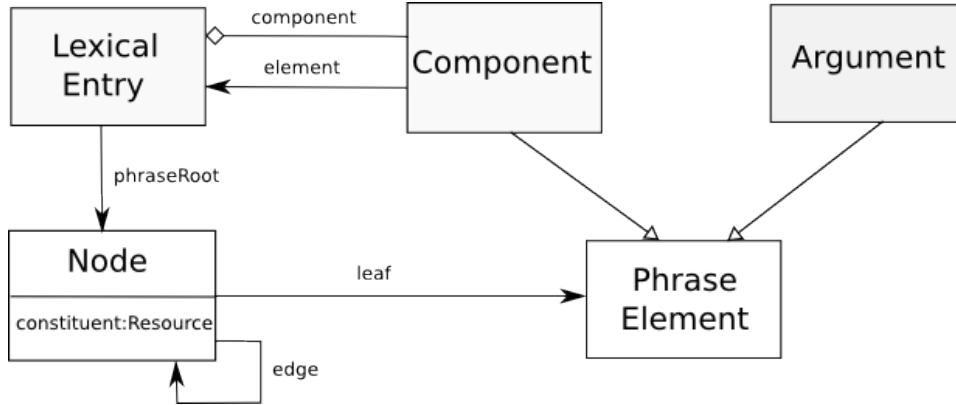 Lexical
Entry
component
element
Component
Argument
phraseRoot
Node
constituent:Resource
leaf
edge
Phrase
Element